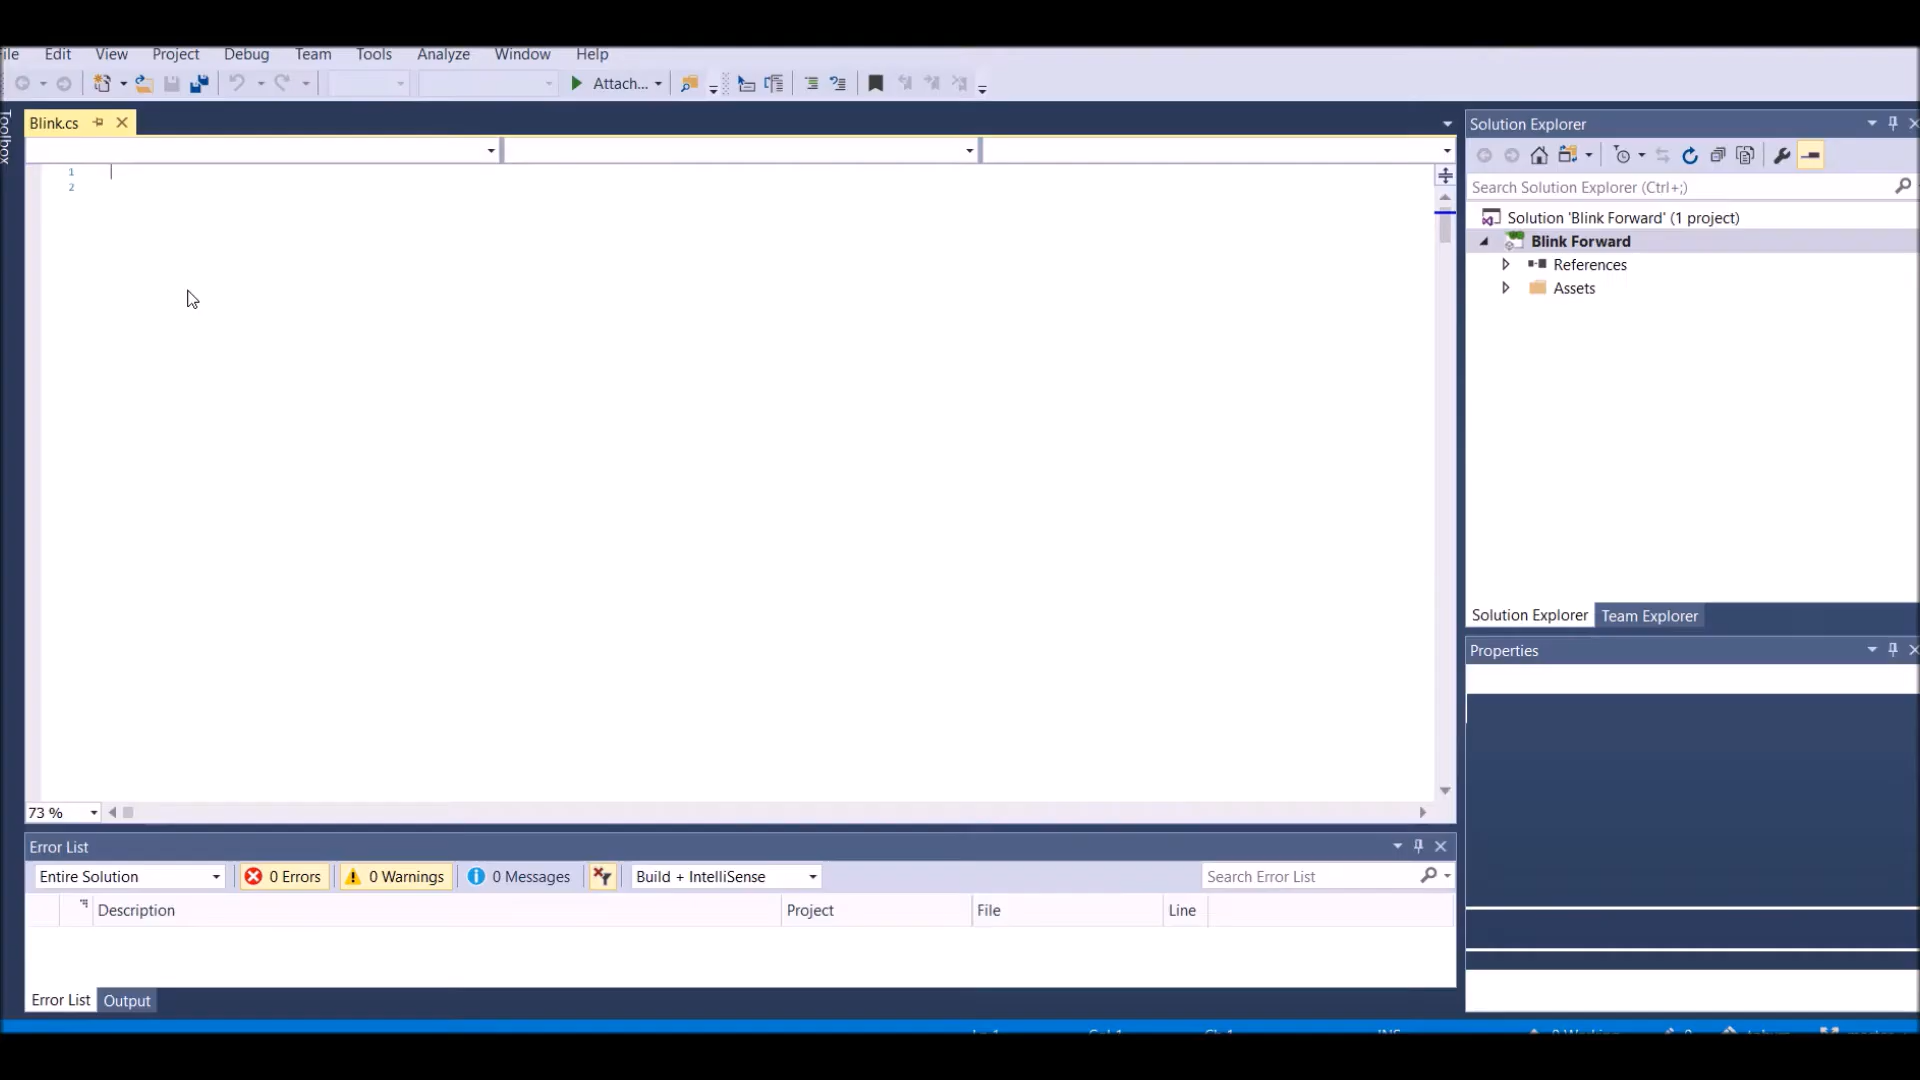 ile Edit View Project Debug Team Tools Analyze Window Help
Attach...
Toolbox
Blink.cs
1
2
73 %
Solution Explorer
Search Solution Explorer (Ctrl+;)
Solution 'Blink Forward' (1 project)
Blink Forward
References
Assets
Solution Explorer Team Explorer
Properties
Error List
Entire Solution 0 Errors 0 Warnings 0 Messages Build + IntelliSense Search Error List
Description Project File Line
Error List Output